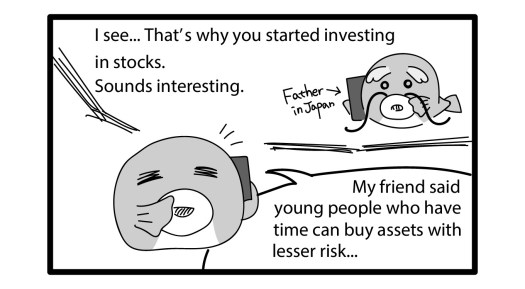 I see... That's why you started investing
in stocks.
Sounds interesting.
Father →
in Japan
My friend said
young people who have
time can buy assets with
lesser risk...